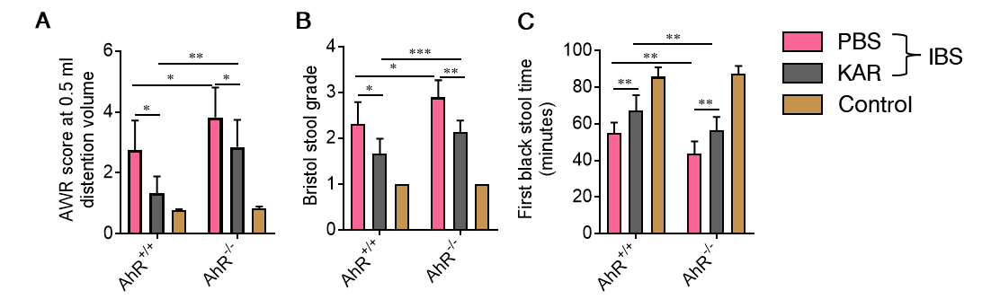 A
AWR score at 0.5 ml
distention volume
6
4
2
0
*
*
**
*
AhR+/+
AhR-/-
B
Bristol stool grade
4
3
2
1
0
*
*
***
**
AhR+/+
AhR-/-
C
First black stool time
(minutes)
100
80
60
40
20
0
**
**
**
**
AhR+/+
AhR-/-
PBS
KAR
IBS
Control